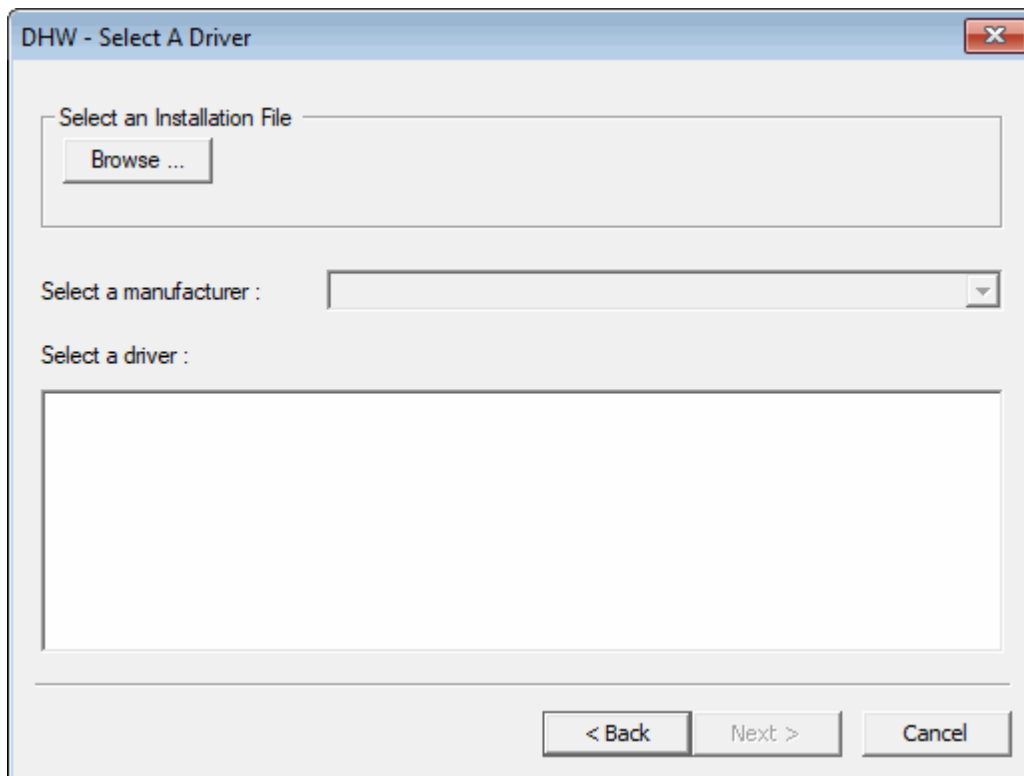 DHW - Select A Driver
Select an Installation File
Browse ...
Select a manufacturer :
Select a driver :
< Back
Next >
Cancel